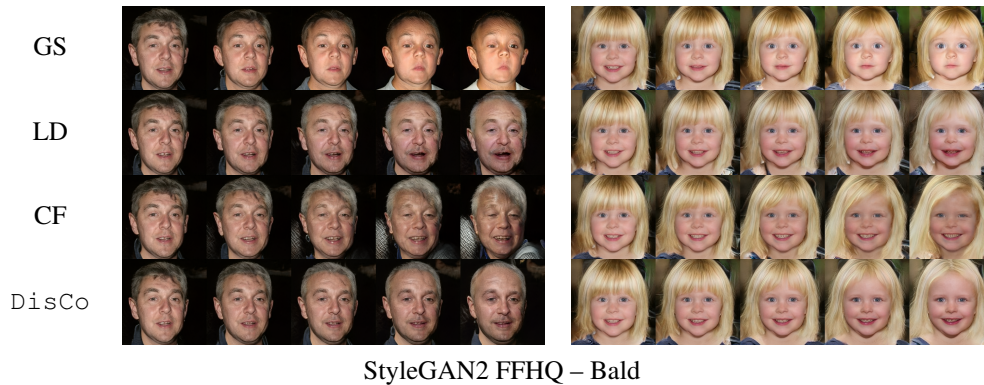 GS
LD
CF
DisCo
StyleGAN2 FFHQ – Bald